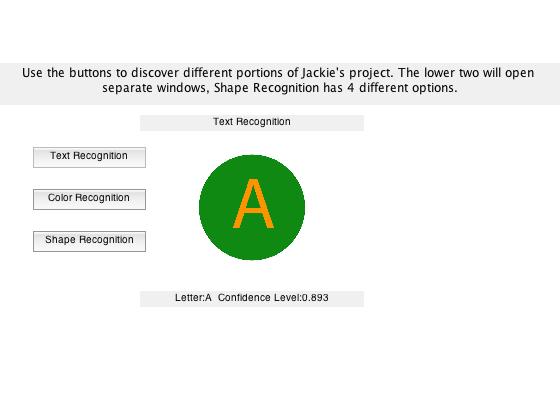 Use the buttons to discover different portions of Jackie's project. The lower two will open
separate windows, Shape Recognition has 4 different options.
Text Recognition
Text Recognition
Color Recognition
Shape Recognition
A
Letter:A  Confidence Level:0.893